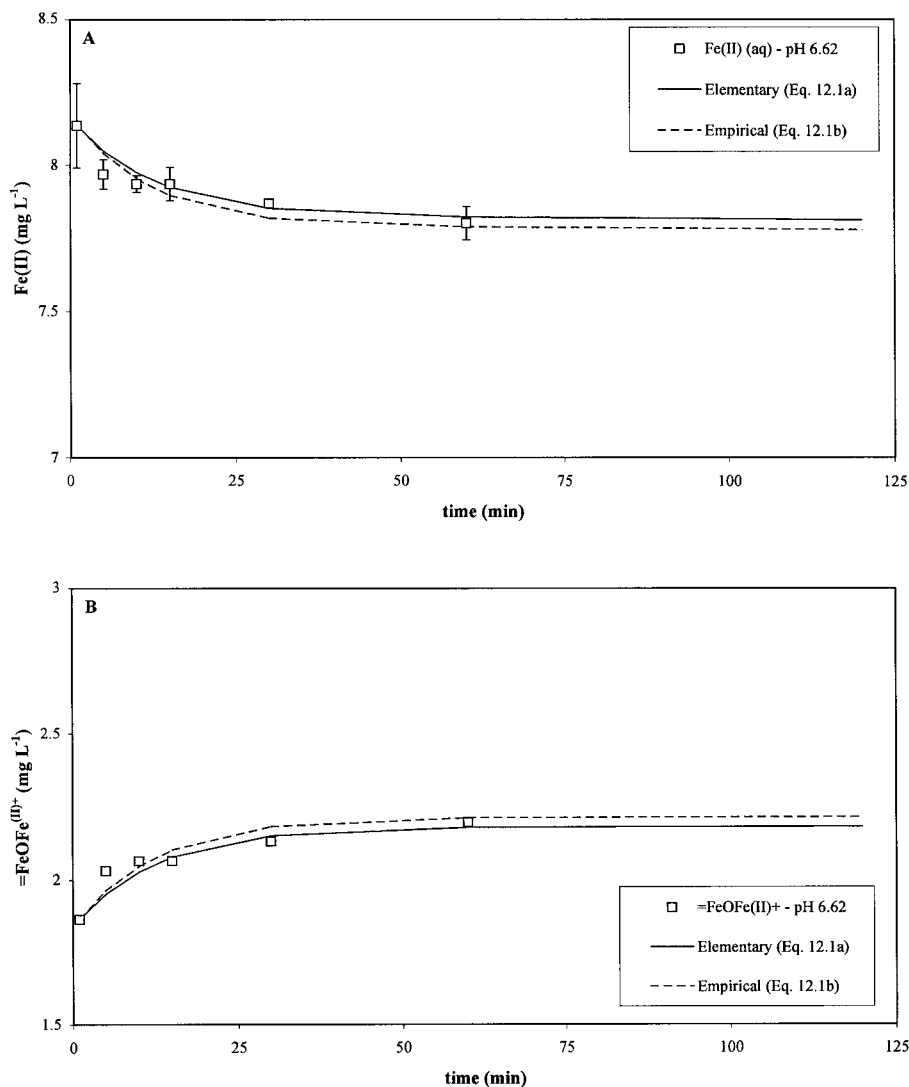 A
8.5
8
7.5
7
Fe(II) (mg L-1)
Fe(II) (aq) - pH 6.62
Elementary (Eq. 12.1a)
Empirical (Eq. 12.1b)
0 25 50 75 100 125
time (min)
B
3
2.5
2
1.5
=FeOFe(II)+ (mg L-1)
=FeOFe(II)+ - pH 6.62
Elementary (Eq. 12.1a)
Empirical (Eq. 12.1b)
0 25 50 75 100 125
time (min)